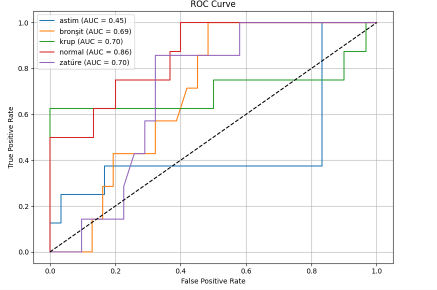 ROC Curve
astim (AUC = 0.45)
bronşit (AUC = 0.69)
krup (AUC = 0.70)
normal (AUC = 0.86)
zatüre (AUC = 0.70)
True Positive Rate
1.0
0.8
0.6
0.4
0.2
0.0
0.0 0.2 0.4 0.6 0.8 1.0
False Positive Rate